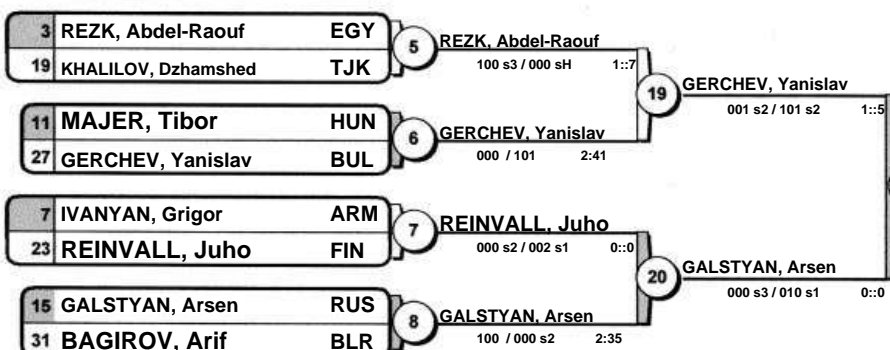 3 REZK, Abdel-Raouf EGY
19 KHALILOV, Dzhamshed TJK
5
REZK, Abdel-Raouf
100 s3 / 000 sH 1::7
11 MAJER, Tibor HUN
27 GERCHEV, Yanislav BUL
6
GERCHEV, Yanislav
000 / 101 2:41
19
GERCHEV, Yanislav
001 s2 / 101 s2 1::5
7 IVANYAN, Grigor ARM
23 REINVALL, Juho FIN
7
REINVALL, Juho
000 s2 / 002 s1 0::0
15 GALSTYAN, Arsen RUS
31 BAGIROV, Arif BLR
8
GALSTYAN, Arsen
100 / 000 s2 2:35
20
GALSTYAN, Arsen
000 s3 / 010 s1 0::0